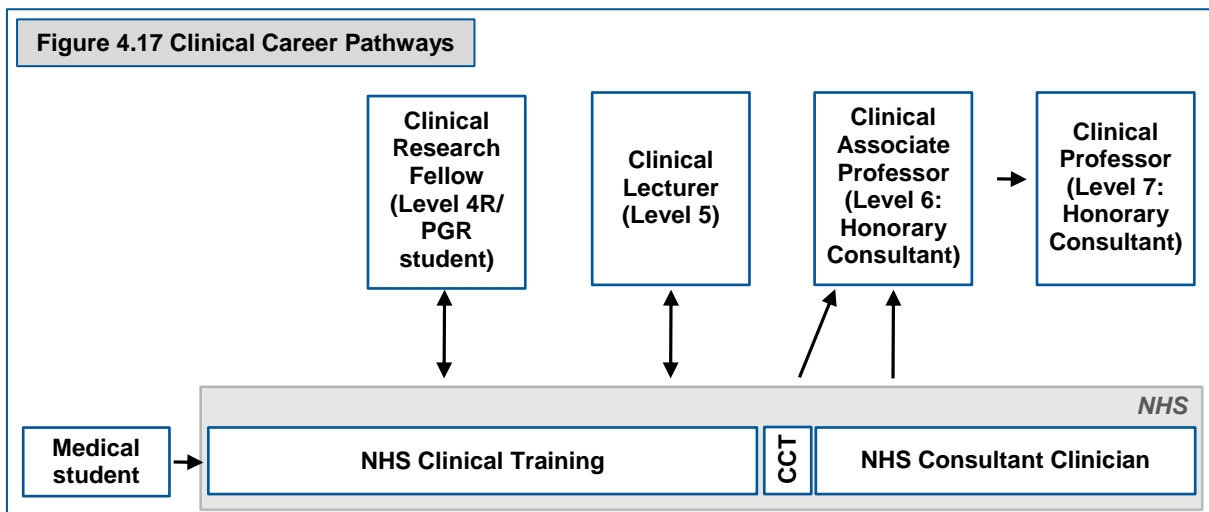 Figure 4.17 Clinical Career Pathways
Clinical
Research
Fellow
(Level 4R/
PGR
student)
Clinical
Lecturer
(Level 5)
Clinical
Associate
Professor
(Level 6:
Honorary
Consultant)
Clinical
Professor
(Level 7:
Honorary
Consultant)
NHS
Medical
student
NHS Clinical Training
CCT
NHS Consultant Clinician